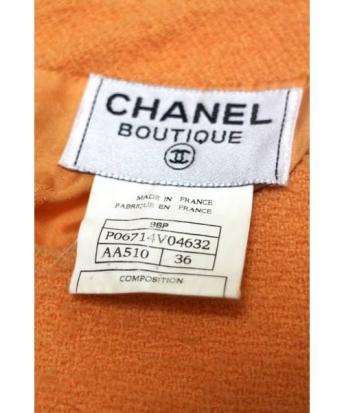 CHANEL
BOUTIQUE
MADE IN FRANCE
FABRIQUE EN FRANCE
96P
P06714V04632
AA510 36
COMPOSITION